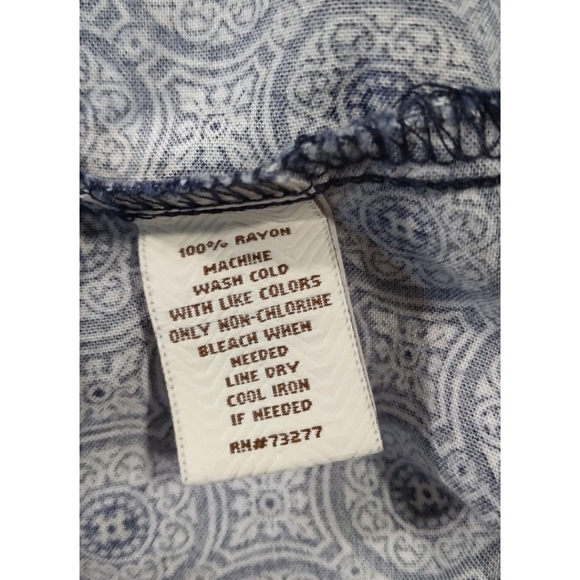 100% RAYON
MACHINE
WASH COLD
WITH LIKE COLORS
ONLY NON-CHLORINE
BLEACH WHEN
NEEDED
LINE DRY
COOL IRON
IF NEEDED
RN#73277